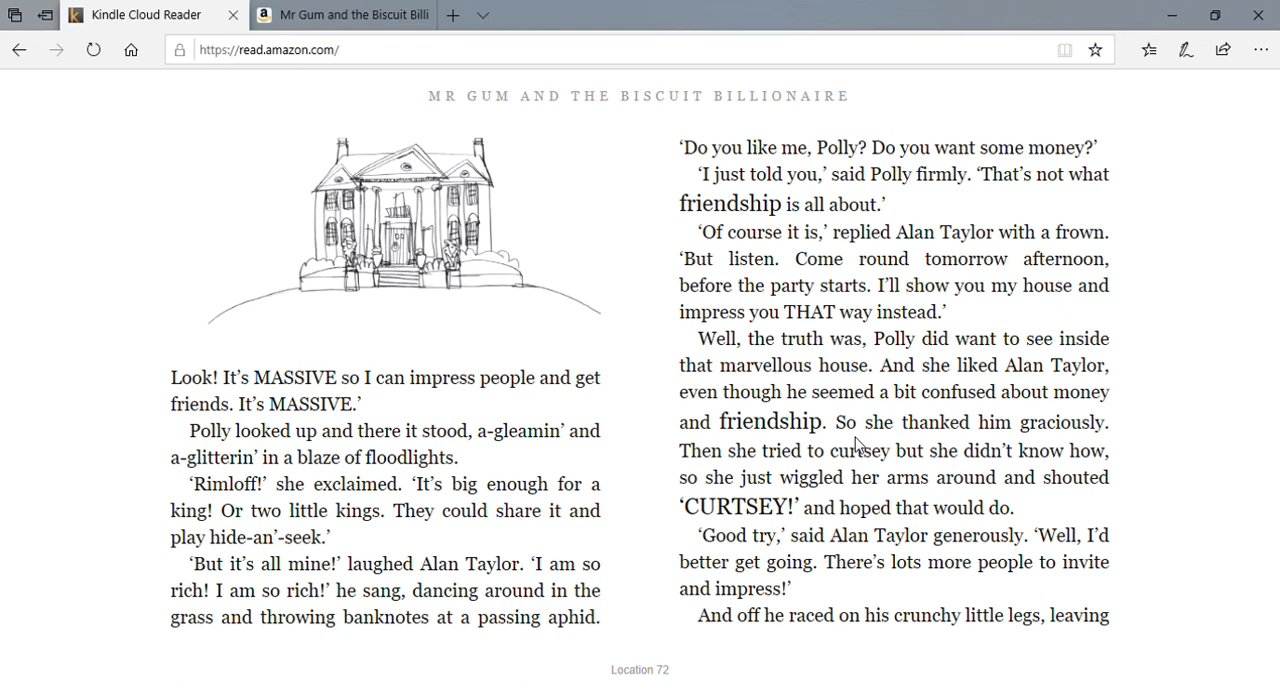 Kindle Cloud Reader
Mr Gum and the Biscuit Billi
https://read.amazon.com/
MR GUM AND THE BISCUIT BILLIONAIRE
Look! It’s MASSIVE so I can impress people and get
friends. It’s MASSIVE.’
Polly looked up and there it stood, a-gleamin’ and
a-glitterin’ in a blaze of floodlights.
‘Rimloff!’ she exclaimed. ‘It’s big enough for a
king! Or two little kings. They could share it and
play hide-an’-seek.’
‘But it’s all mine!’ laughed Alan Taylor. ‘I am so
rich! I am so rich!’ he sang, dancing around in the
grass and throwing banknotes at a passing aphid.
‘Do you like me, Polly? Do you want some money?’
‘I just told you,’ said Polly firmly. ‘That’s not what
friendship is all about.’
‘Of course it is,’ replied Alan Taylor with a frown.
‘But listen. Come round tomorrow afternoon,
before the party starts. I’ll show you my house and
impress you THAT way instead.’
Well, the truth was, Polly did want to see inside
that marvellous house. And she liked Alan Taylor,
even though he seemed a bit confused about money
and friendship. So she thanked him graciously.
Then she tried to curtsey but she didn’t know how,
so she just wiggled her arms around and shouted
‘CURTSEY!’ and hoped that would do.
‘Good try,’ said Alan Taylor generously. ‘Well, I’d
better get going. There’s lots more people to invite
and impress!’
And off he raced on his crunchy little legs, leaving
Location 72